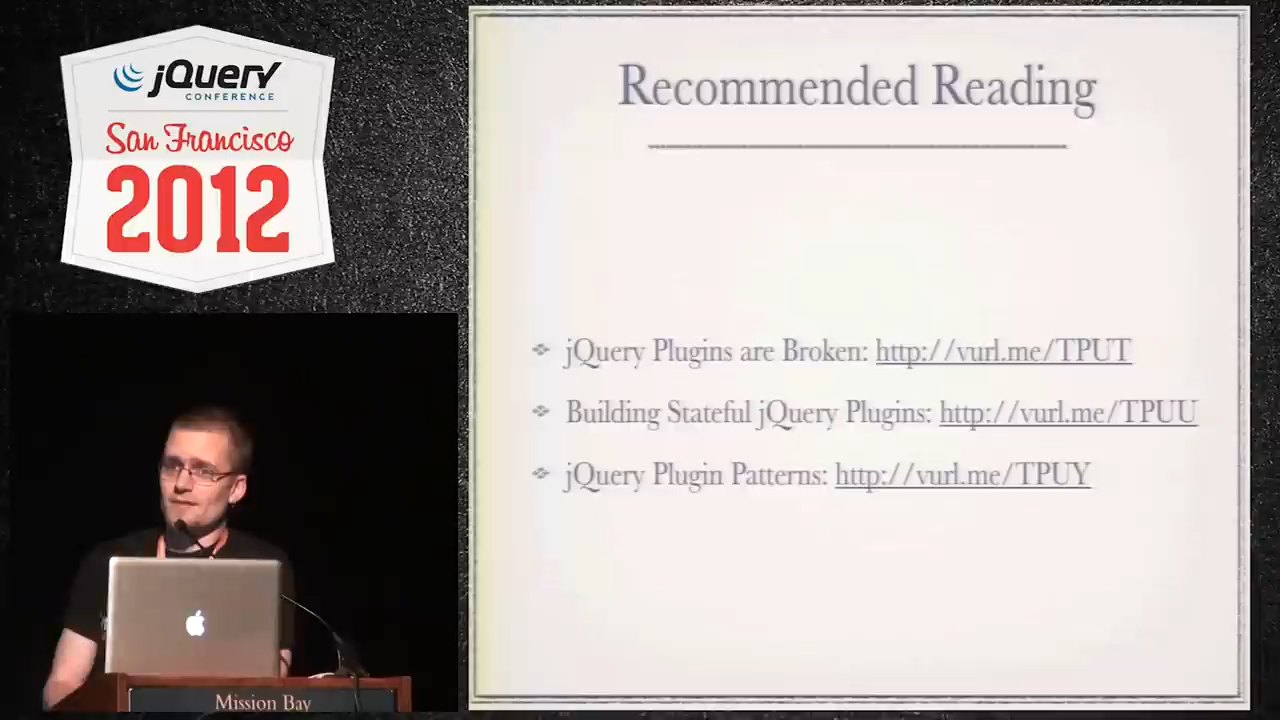 jQuery
CONFERENCE
San Francisco
2012
Recommended Reading
jQuery Plugins are Broken: http://vurl.me/TPUT
Building Stateful jQuery Plugins: http://vurl.me/TPUU
jQuery Plugin Patterns: http://vurl.me/TPUY
Mission Bay